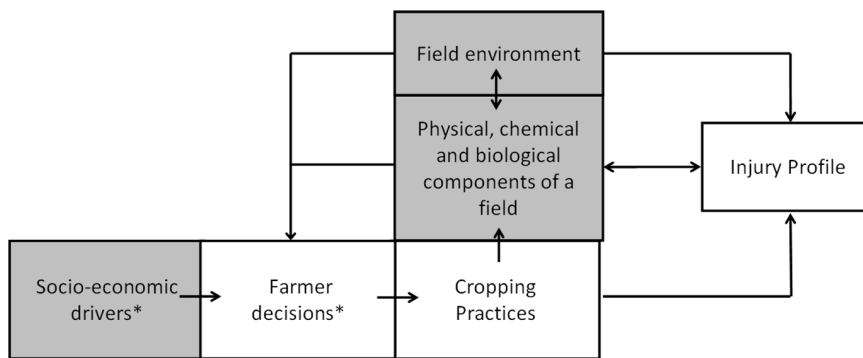 Field environment
Physical, chemical
and biological
components of a
field
Injury Profile
Socio-economic
drivers*
Farmer
decisions*
Cropping
Practices